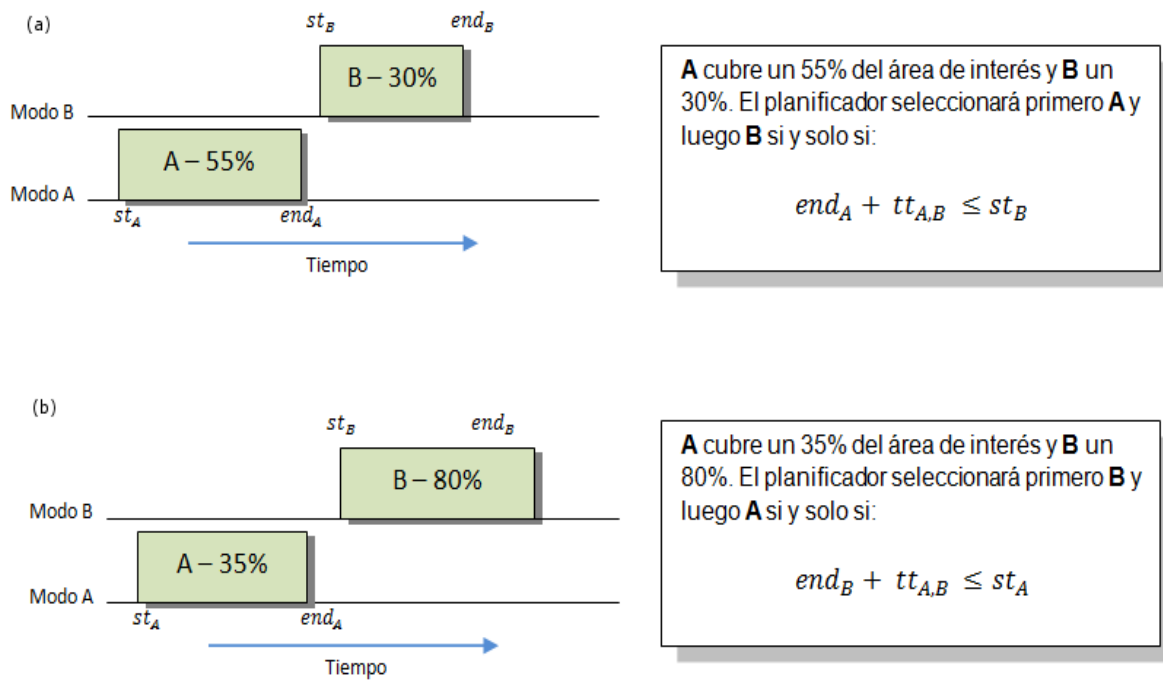 (a)
st_B end_B
B – 30%
Modo B
A – 55%
Modo A
st_A end_A
Tiempo
A cubre un 55% del área de interés y B un
30%. El planificador seleccionará primero A y
luego B si y solo si:
end_A + tt_{A,B} ≤ st_B
(b)
st_B end_B
B – 80%
Modo B
A – 35%
Modo A
st_A end_A
Tiempo
A cubre un 35% del área de interés y B un
80%. El planificador seleccionará primero B y
luego A si y solo si:
end_B + tt_{A,B} ≤ st_A